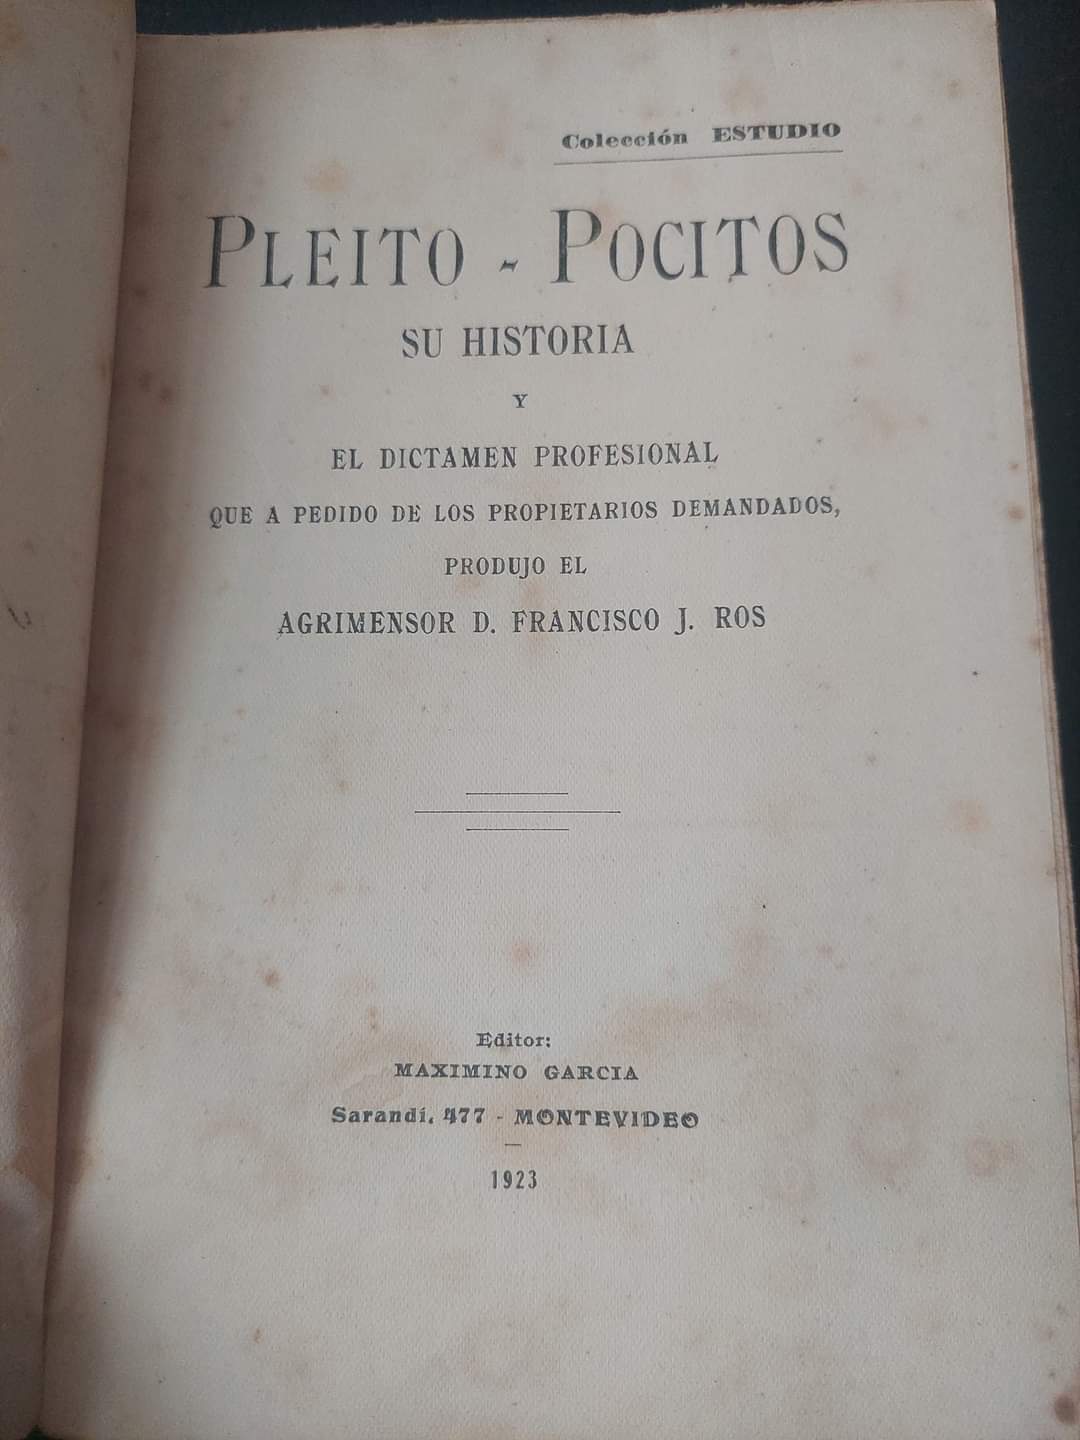 Colección ESTUDIO
PLEITO - POCITOS
SU HISTORIA
Y
EL DICTAMEN PROFESIONAL
QUE A PEDIDO DE LOS PROPIETARIOS DEMANDADOS,
PRODUJO EL
AGRIMENSOR D. FRANCISCO J. ROS
Editor:
MAXIMINO GARCIA
Sarandí, 477 - MONTEVIDEO
1923